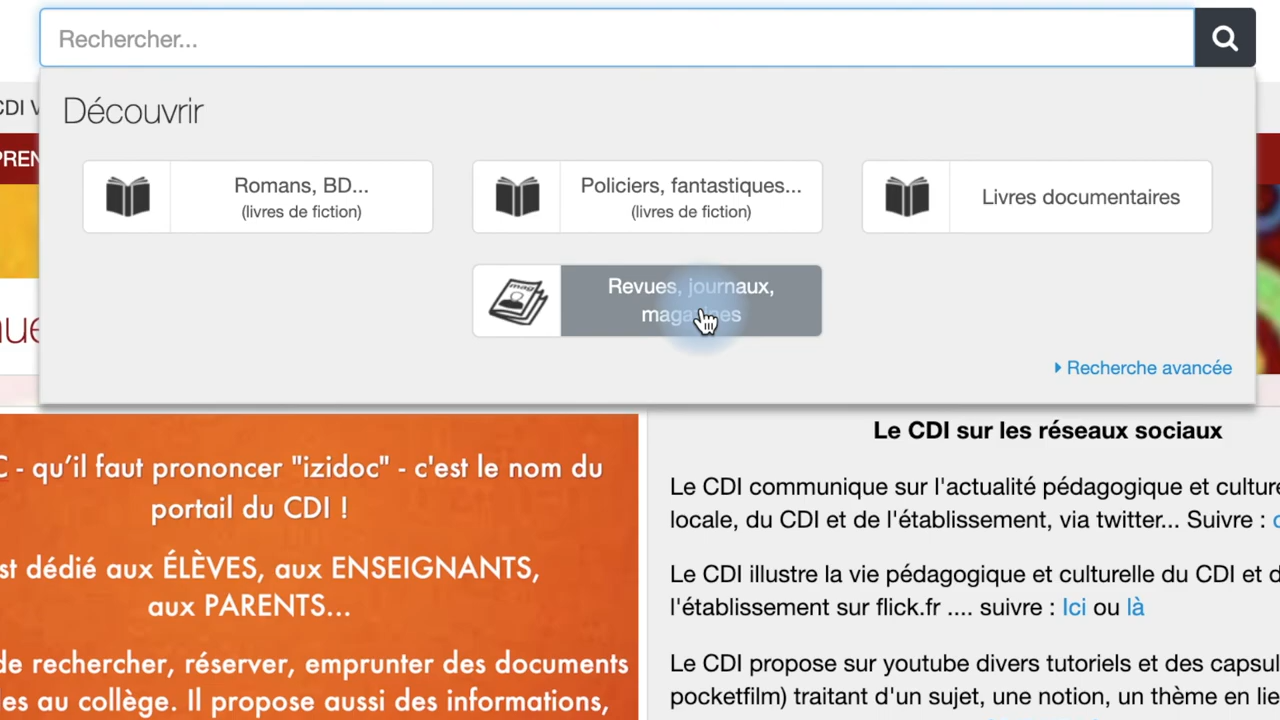 Rechercher...
CDI
Découvrir
Romans, BD...
(livres de fiction)
Policiers, fantastiques...
(livres de fiction)
Livres documentaires
mag
Revues, journaux,
magazines
Recherche avancée
- qu'il faut prononcer "izidoc" - c'est le nom du
portail du CDI !
dédié aux ÉLÈVES, aux ENSEIGNANTS,
aux PARENTS...
de rechercher, réserver, emprunter des documents
au collège. Il propose aussi des informations,
Le CDI sur les réseaux sociaux
Le CDI communique sur l'actualité pédagogique et
locale, du CDI et de l'établissement, via twitter... Suivre :
Le CDI illustre la vie pédagogique et culturelle du CDI et
l'établissement sur flick.fr .... suivre : Ici ou là
Le CDI propose sur youtube divers tutoriels et des
pocketfilm) traitant d'un sujet, une notion, un thème en